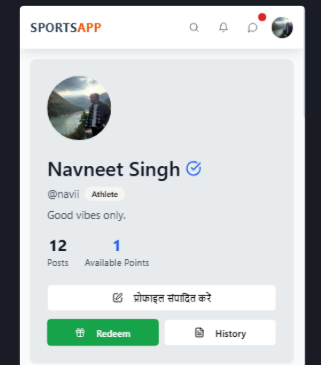 SPORTSAPP
Navneet Singh
@navii Athlete
Good vibes only.
12 1
Posts Available Points
प्रोफ़ाइल संपादित करें
Redeem History